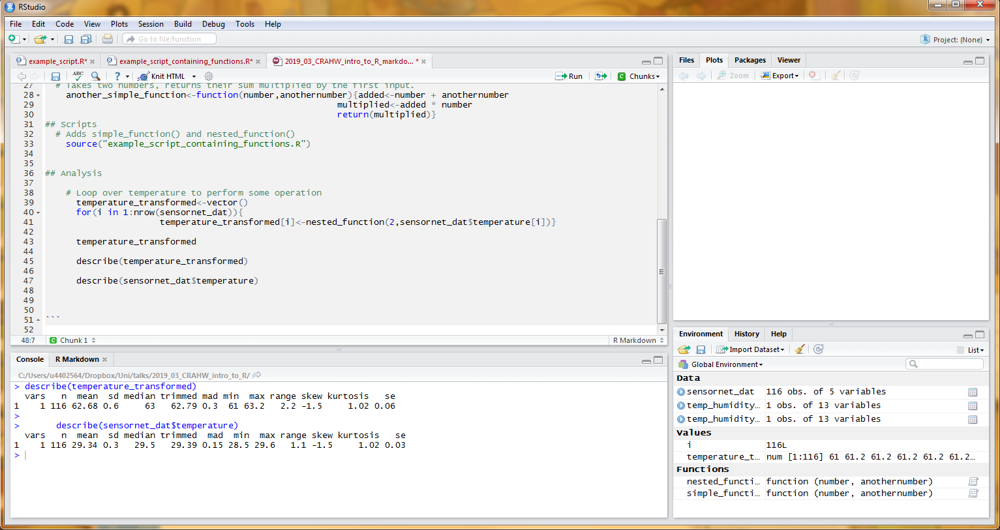 RStudio
File Edit Code View Plots Session Build Debug Tools Help
Go to file/function Project: (None)
example_script.R* example_script_containing_functions.R* 2019_03_CRAHW_intro_to_R_markdo... *
ABC ? Knit HTML Run Chunks
27 # Takes two numbers, returns their sum multiplied by the first input.
28 another_simple_function<-function(number,anothernumber){added<-number + anothernumber
29 multiplied<-added * number
30 return(multiplied)}
31 ## Scripts
32 # Adds simple_function() and nested_function()
33 source("example_script_containing_functions.R")
34
35
36 ## Analysis
37
38 # Loop over temperature to perform some operation
39 temperature_transformed<-vector()
40 for(i in 1:nrow(sensornet_dat)){
41 temperature_transformed[i]<-nested_function(2,sensornet_dat$temperature[i])}
42
43 temperature_transformed
44
45 describe(temperature_transformed)
46
47 describe(sensornet_dat$temperature)
48
49
50
51 ```
52
48:7 C Chunk 1 R Markdown
Console R Markdown
C:/Users/u4402564/Dropbox/Uni/talks/2019_03_CRAHW_intro_to_R/
> describe(temperature_transformed)
vars n mean sd median trimmed mad min max range skew kurtosis se
1 1 116 62.68 0.6 63 62.79 0.3 61 63.2 2.2 -1.5 1.02 0.06
>
> describe(sensornet_dat$temperature)
vars n mean sd median trimmed mad min max range skew kurtosis se
1 1 116 29.34 0.3 29.5 29.39 0.15 28.5 29.6 1.1 -1.5 1.02 0.03
>
Files Plots Packages Viewer
Zoom Export
Environment History Help
Import Dataset List
Global Environment
Data
sensornet_dat 116 obs. of 5 variables
temp_humidity… 1 obs. of 13 variables
temp_humidity… 1 obs. of 13 variables
Values
i 116L
temperature_t… num [1:116] 61 61.2 61.2 61.2 61.2 61.2…
Functions
nested_functi… function (number, anothernumber)
simple_functi… function (number, anothernumber)